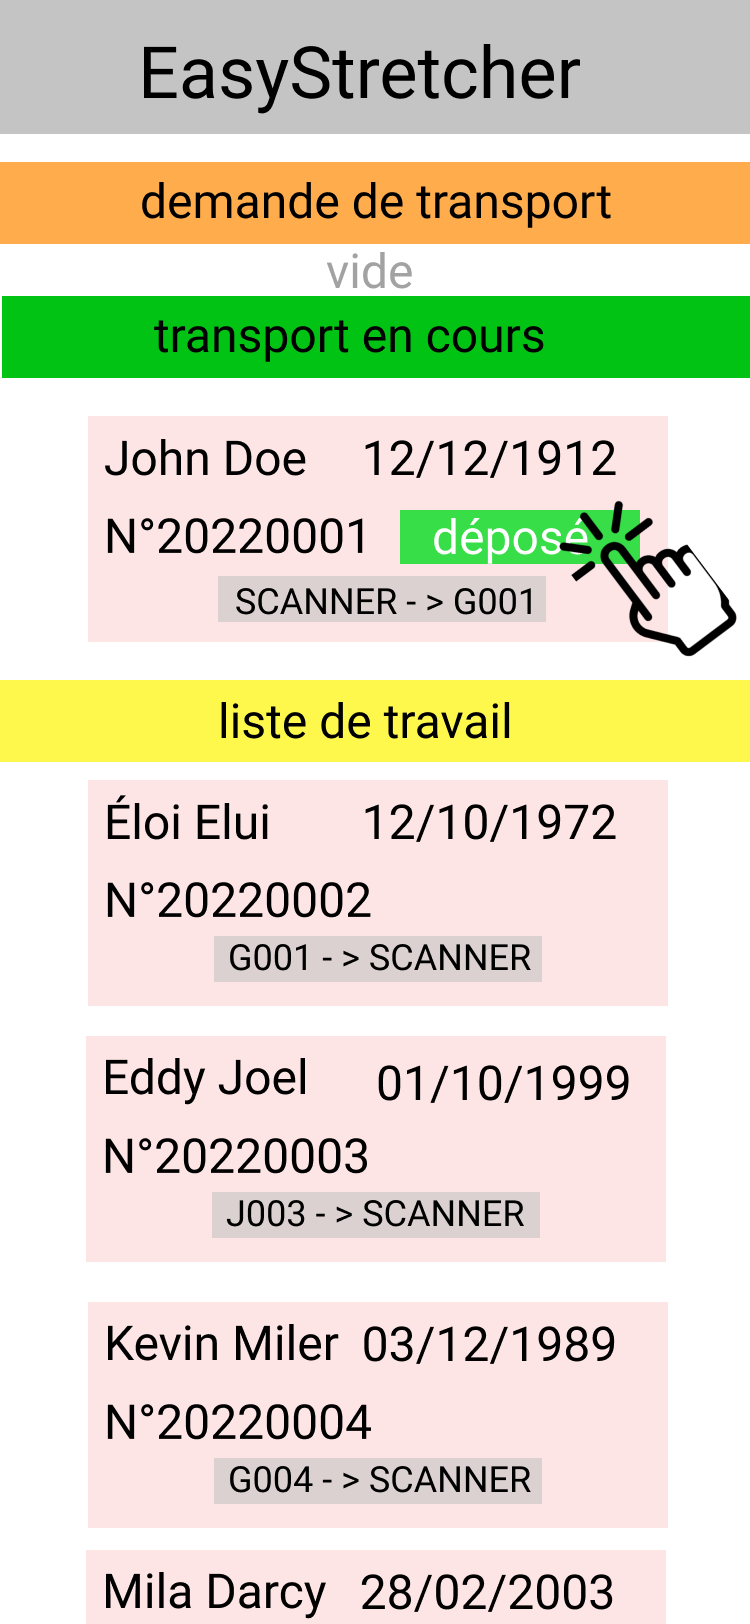 EasyStretcher
demande de transport
vide
transport en cours
John Doe 12/12/1912
N°20220001 déposé
SCANNER - > G001
liste de travail
Éloi Elui 12/10/1972
N°20220002
G001 - > SCANNER
Eddy Joel 01/10/1999
N°20220003
J003 - > SCANNER
Kevin Miler 03/12/1989
N°20220004
G004 - > SCANNER
Mila Darcy 28/02/2003